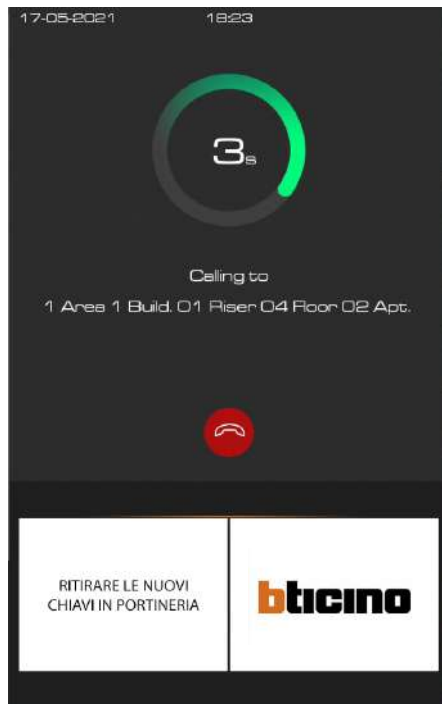 17-05-2021 18:23
3s
Calling to
1 Area 1 Build. 01 Riser 04 Floor 02 Apt.
RITIRARE LE NUOVI
CHIAVI IN PORTINERIA
bticino